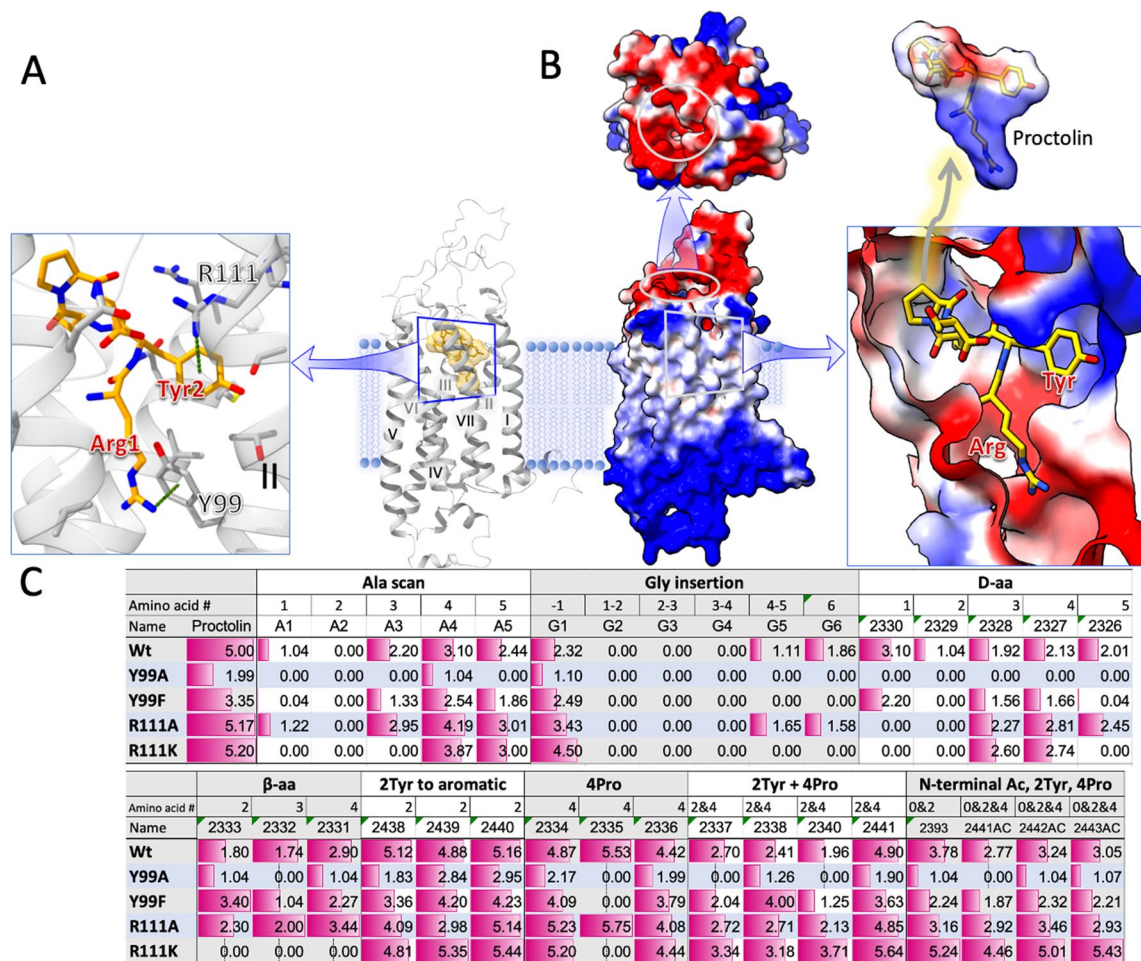 A
B
Proctolin
R111
Tyr2
Arg1
Y99
II
III
VI
II
V
VII
I
IV
Tyr
Arg
C
Ala scan Gly insertion D-aa
Amino acid # 1 2 3 4 5 -1 1-2 2-3 3-4 4-5 6 1 2 3 4 5
Name Proctolin A1 A2 A3 A4 A5 G1 G2 G3 G4 G5 G6 2330 2329 2328 2327 2326
Wt 5.00 1.04 0.00 2.20 3.10 2.44 2.32 0.00 0.00 0.00 1.11 1.86 3.10 1.04 1.92 2.13 2.01
Y99A 1.99 0.00 0.00 0.00 1.04 0.00 1.10 0.00 0.00 0.00 0.00 0.00 0.00 0.00 0.00 0.00 0.00
Y99F 3.35 0.04 0.00 1.33 2.54 1.86 2.49 0.00 0.00 0.00 0.00 0.00 2.20 0.00 1.56 1.66 0.04
R111A 5.17 1.22 0.00 2.95 4.19 3.01 3.43 0.00 0.00 0.00 1.65 1.58 0.00 0.00 2.27 2.81 2.45
R111K 5.20 0.00 0.00 0.00 3.87 3.00 4.50 0.00 0.00 0.00 0.00 0.00 0.00 0.00 2.60 2.74 0.00
β-aa 2Tyr to aromatic 4Pro 2Tyr + 4Pro N-terminal Ac, 2Tyr, 4Pro
Amino acid # 2 3 4 2 2 2 4 4 4 2&4 2&4 2&4 2&4 0&2 0&2&4 0&2&4 0&2&4
Name 2333 2332 2331 2438 2439 2440 2334 2335 2336 2337 2338 2340 2441 2393 2441AC 2442AC 2443AC
Wt 1.80 1.74 2.90 5.12 4.88 5.16 4.87 5.53 4.42 2.70 2.41 1.96 4.90 3.78 2.77 3.24 3.05
Y99A 1.04 0.00 1.04 1.83 2.84 2.95 2.17 0.00 1.99 0.00 1.26 0.00 1.90 1.04 0.00 1.04 1.07
Y99F 3.40 1.04 2.27 3.36 4.20 4.23 4.09 0.00 3.79 2.04 4.00 1.25 3.63 2.24 1.87 2.32 2.21
R111A 2.30 2.00 3.44 4.09 2.98 5.14 5.23 5.75 4.08 2.72 2.71 2.13 4.85 3.16 2.92 3.46 2.93
R111K 0.00 0.00 0.00 4.81 5.35 5.44 5.20 0.00 4.44 3.34 3.18 3.71 5.64 5.24 4.46 5.01 5.43